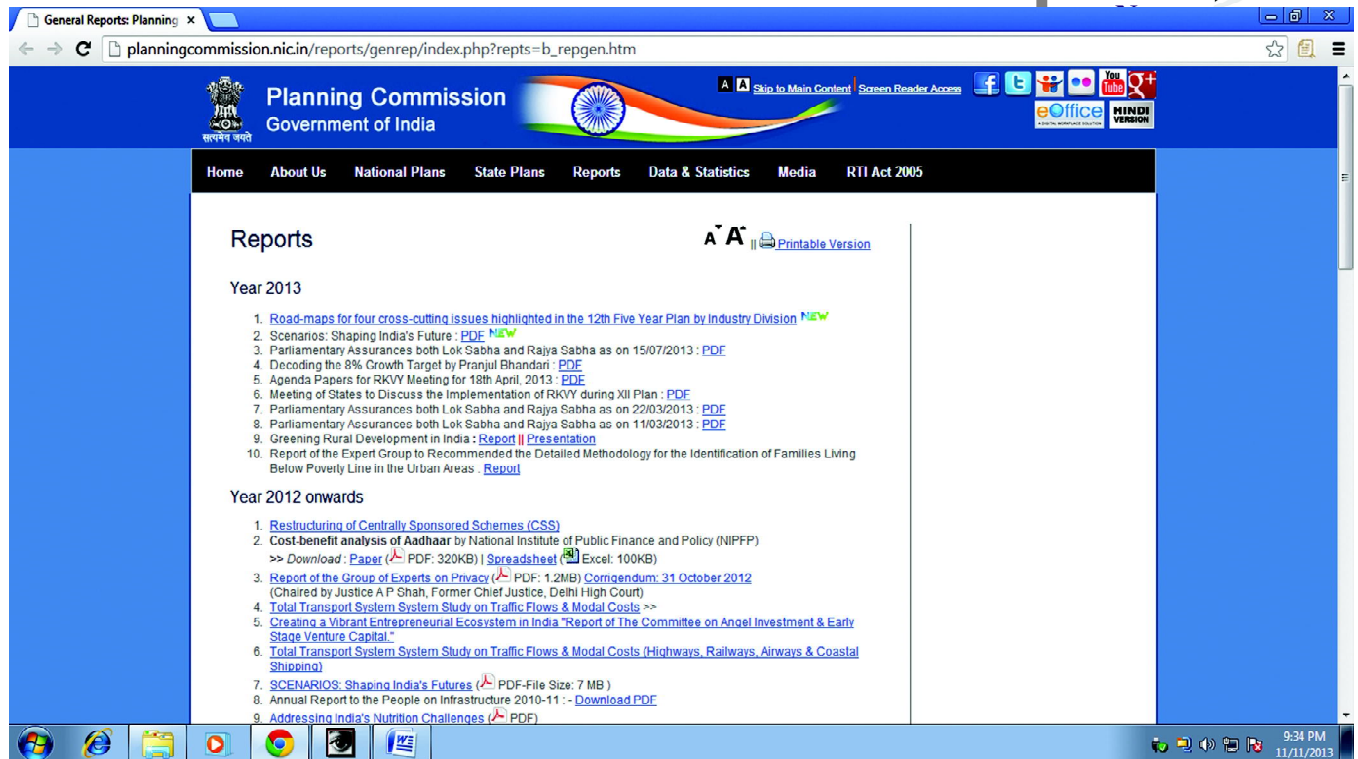 General Reports: Planning
planningcommission.nic.in/reports/genrep/index.php?repts=b_repgen.htm
Planning Commission
Government of India
सत्यमेव जयते
A A Skip to Main Content Screen Reader Access
You Tube
eOffice
HINDI VERSION
Home About Us National Plans State Plans Reports Data & Statistics Media RTI Act 2005
Reports
A- A+ || Printable Version
Year 2013
1. Road-maps for four cross-cutting issues highlighted in the 12th Five Year Plan by Industry Division NEW
2. Scenarios: Shaping India's Future : PDF NEW
3. Parliamentary Assurances both Lok Sabha and Rajya Sabha as on 15/07/2013 : PDF
4. Decoding the 8% Growth Target by Pranjul Bhandari : PDF
5. Agenda Papers for RKVY Meeting for 18th April, 2013 : PDF
6. Meeting of States to Discuss the Implementation of RKVY during XII Plan : PDF
7. Parliamentary Assurances both Lok Sabha and Rajya Sabha as on 22/03/2013 : PDF
8. Parliamentary Assurances both Lok Sabha and Rajya Sabha as on 11/03/2013 : PDF
9. Greening Rural Development in India : Report || Presentation
10. Report of the Expert Group to Recommended the Detailed Methodology for the Identification of Families Living
Below Poverty Line in the Urban Areas : Report
Year 2012 onwards
1. Restructuring of Centrally Sponsored Schemes (CSS)
2. Cost-benefit analysis of Aadhaar by National Institute of Public Finance and Policy (NIPFP)
>> Download : Paper ( PDF: 320KB) | Spreadsheet ( Excel: 100KB)
3. Report of the Group of Experts on Privacy ( PDF: 1.2MB) Corrigendum: 31 October 2012
(Chaired by Justice A P Shah, Former Chief Justice, Delhi High Court)
4. Total Transport System System Study on Traffic Flows & Modal Costs >>
5. Creating a Vibrant Entrepreneurial Ecosystem in India "Report of The Committee on Angel Investment & Early
Stage Venture Capital."
6. Total Transport System System Study on Traffic Flows & Modal Costs (Highways, Railways, Airways & Coastal
Shipping)
7. SCENARIOS: Shaping India's Futures ( PDF-File Size: 7 MB )
8. Annual Report to the People on Infrastructure 2010-11 : - Download PDF
9. Addressing India's Nutrition Challenges ( PDF)
9:34 PM
11/11/2013